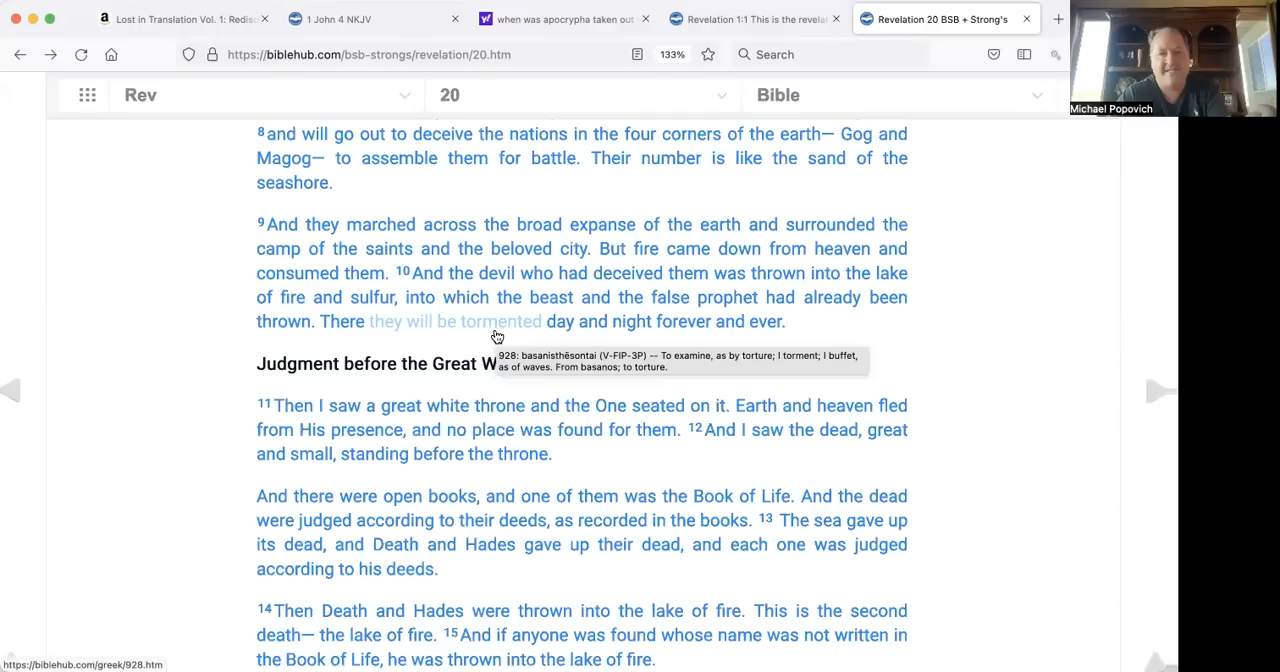 Lost in Translation Vol. 1: Redis
1 John 4 NKJV
when was apocrypha taken out
Revelation 1:1 This is the revela
Revelation 20 BSB + Strong's
https://biblehub.com/bsb-strongs/revelation/20.htm
133%
Search
Michael Popovich
Rev
20
Bible
8 and will go out to deceive the nations in the four corners of the earth— Gog and
Magog— to assemble them for battle. Their number is like the sand of the
seashore.
9 And they marched across the broad expanse of the earth and surrounded the
camp of the saints and the beloved city. But fire came down from heaven and
consumed them. 10 And the devil who had deceived them was thrown into the lake
of fire and sulfur, into which the beast and the false prophet had already been
thrown. There they will be tormented day and night forever and ever.
928: basanisthēsontai (V-FIP-3P) -- To examine, as by torture; I torment; I buffet,
as of waves. From basanos; to torture.
Judgment before the Great W
11 Then I saw a great white throne and the One seated on it. Earth and heaven fled
from His presence, and no place was found for them. 12 And I saw the dead, great
and small, standing before the throne.
And there were open books, and one of them was the Book of Life. And the dead
were judged according to their deeds, as recorded in the books. 13 The sea gave up
its dead, and Death and Hades gave up their dead, and each one was judged
according to his deeds.
14 Then Death and Hades were thrown into the lake of fire. This is the second
death— the lake of fire. 15 And if anyone was found whose name was not written in
the Book of Life, he was thrown into the lake of fire.
https://biblehub.com/greek/928.htm